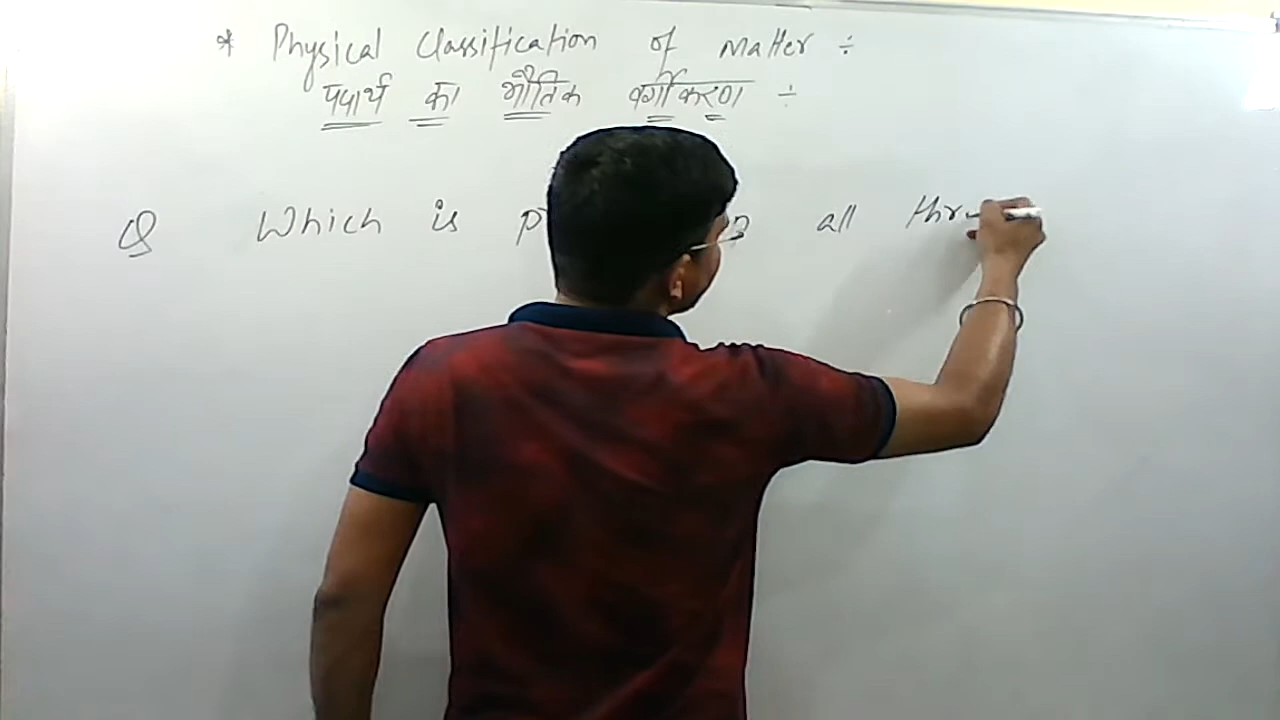 * Physical Classification of Matter ÷
पदार्थ का भौतिक वर्गीकरण ÷
Q Which is all